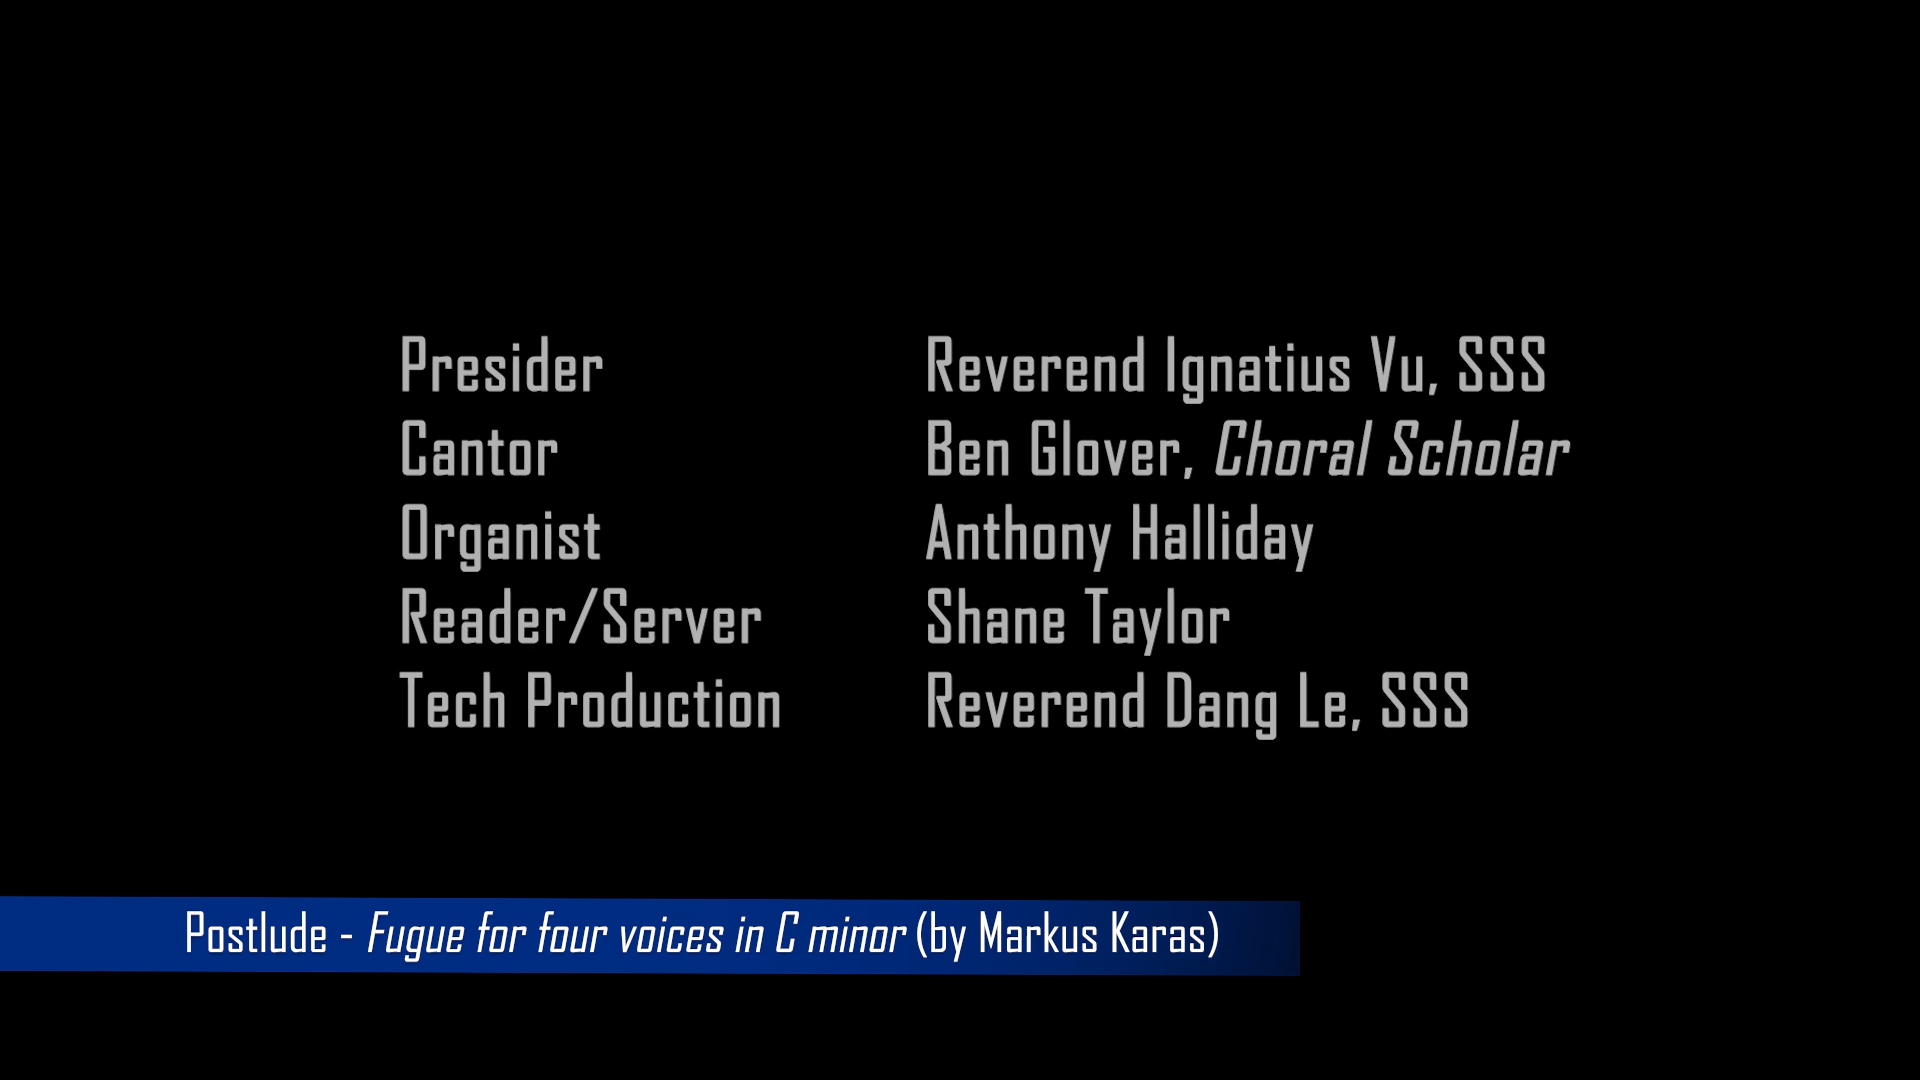 Presider Reverend Ignatius Vu, SSS
Cantor Ben Glover, Choral Scholar
Organist Anthony Halliday
Reader/Server Shane Taylor
Tech Production Reverend Dang Le, SSS
Postlude - Fugue for four voices in C minor (by Markus Karas)